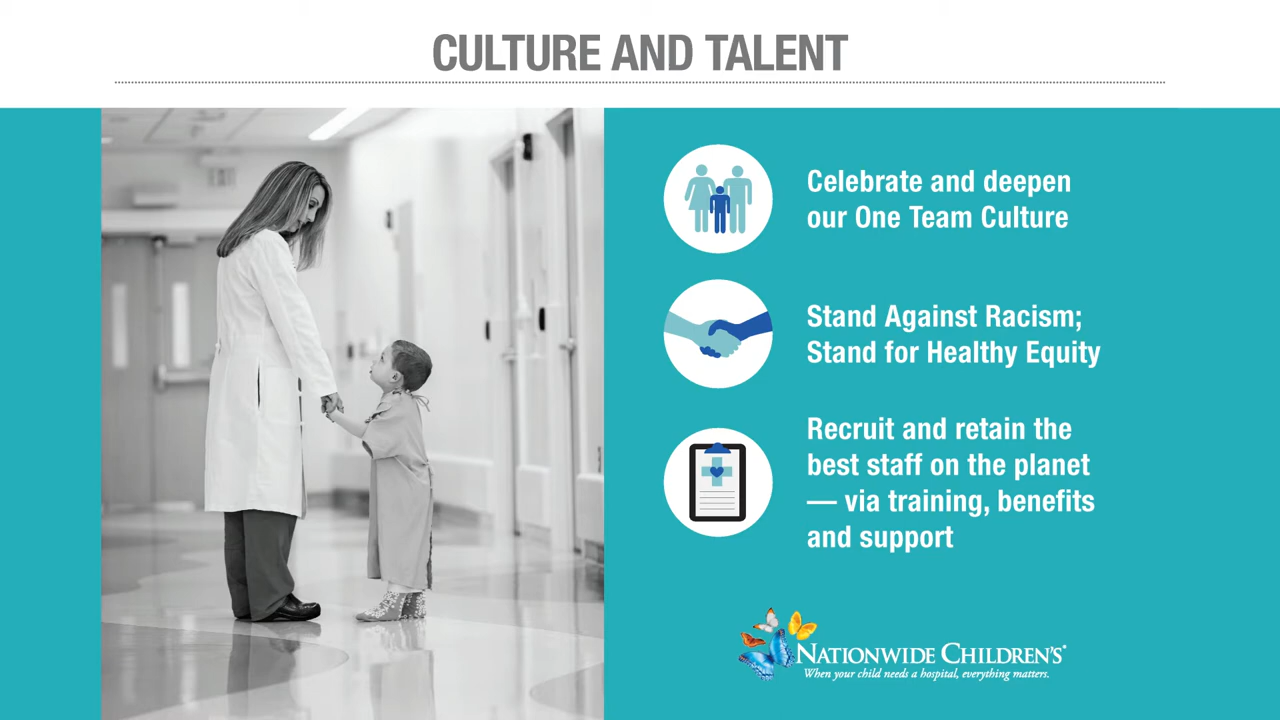 CULTURE AND TALENT
Celebrate and deepen
our One Team Culture
Stand Against Racism;
Stand for Healthy Equity
Recruit and retain the
best staff on the planet
— via training, benefits
and support
NATIONWIDE CHILDREN'S®
When your child needs a hospital, everything matters.